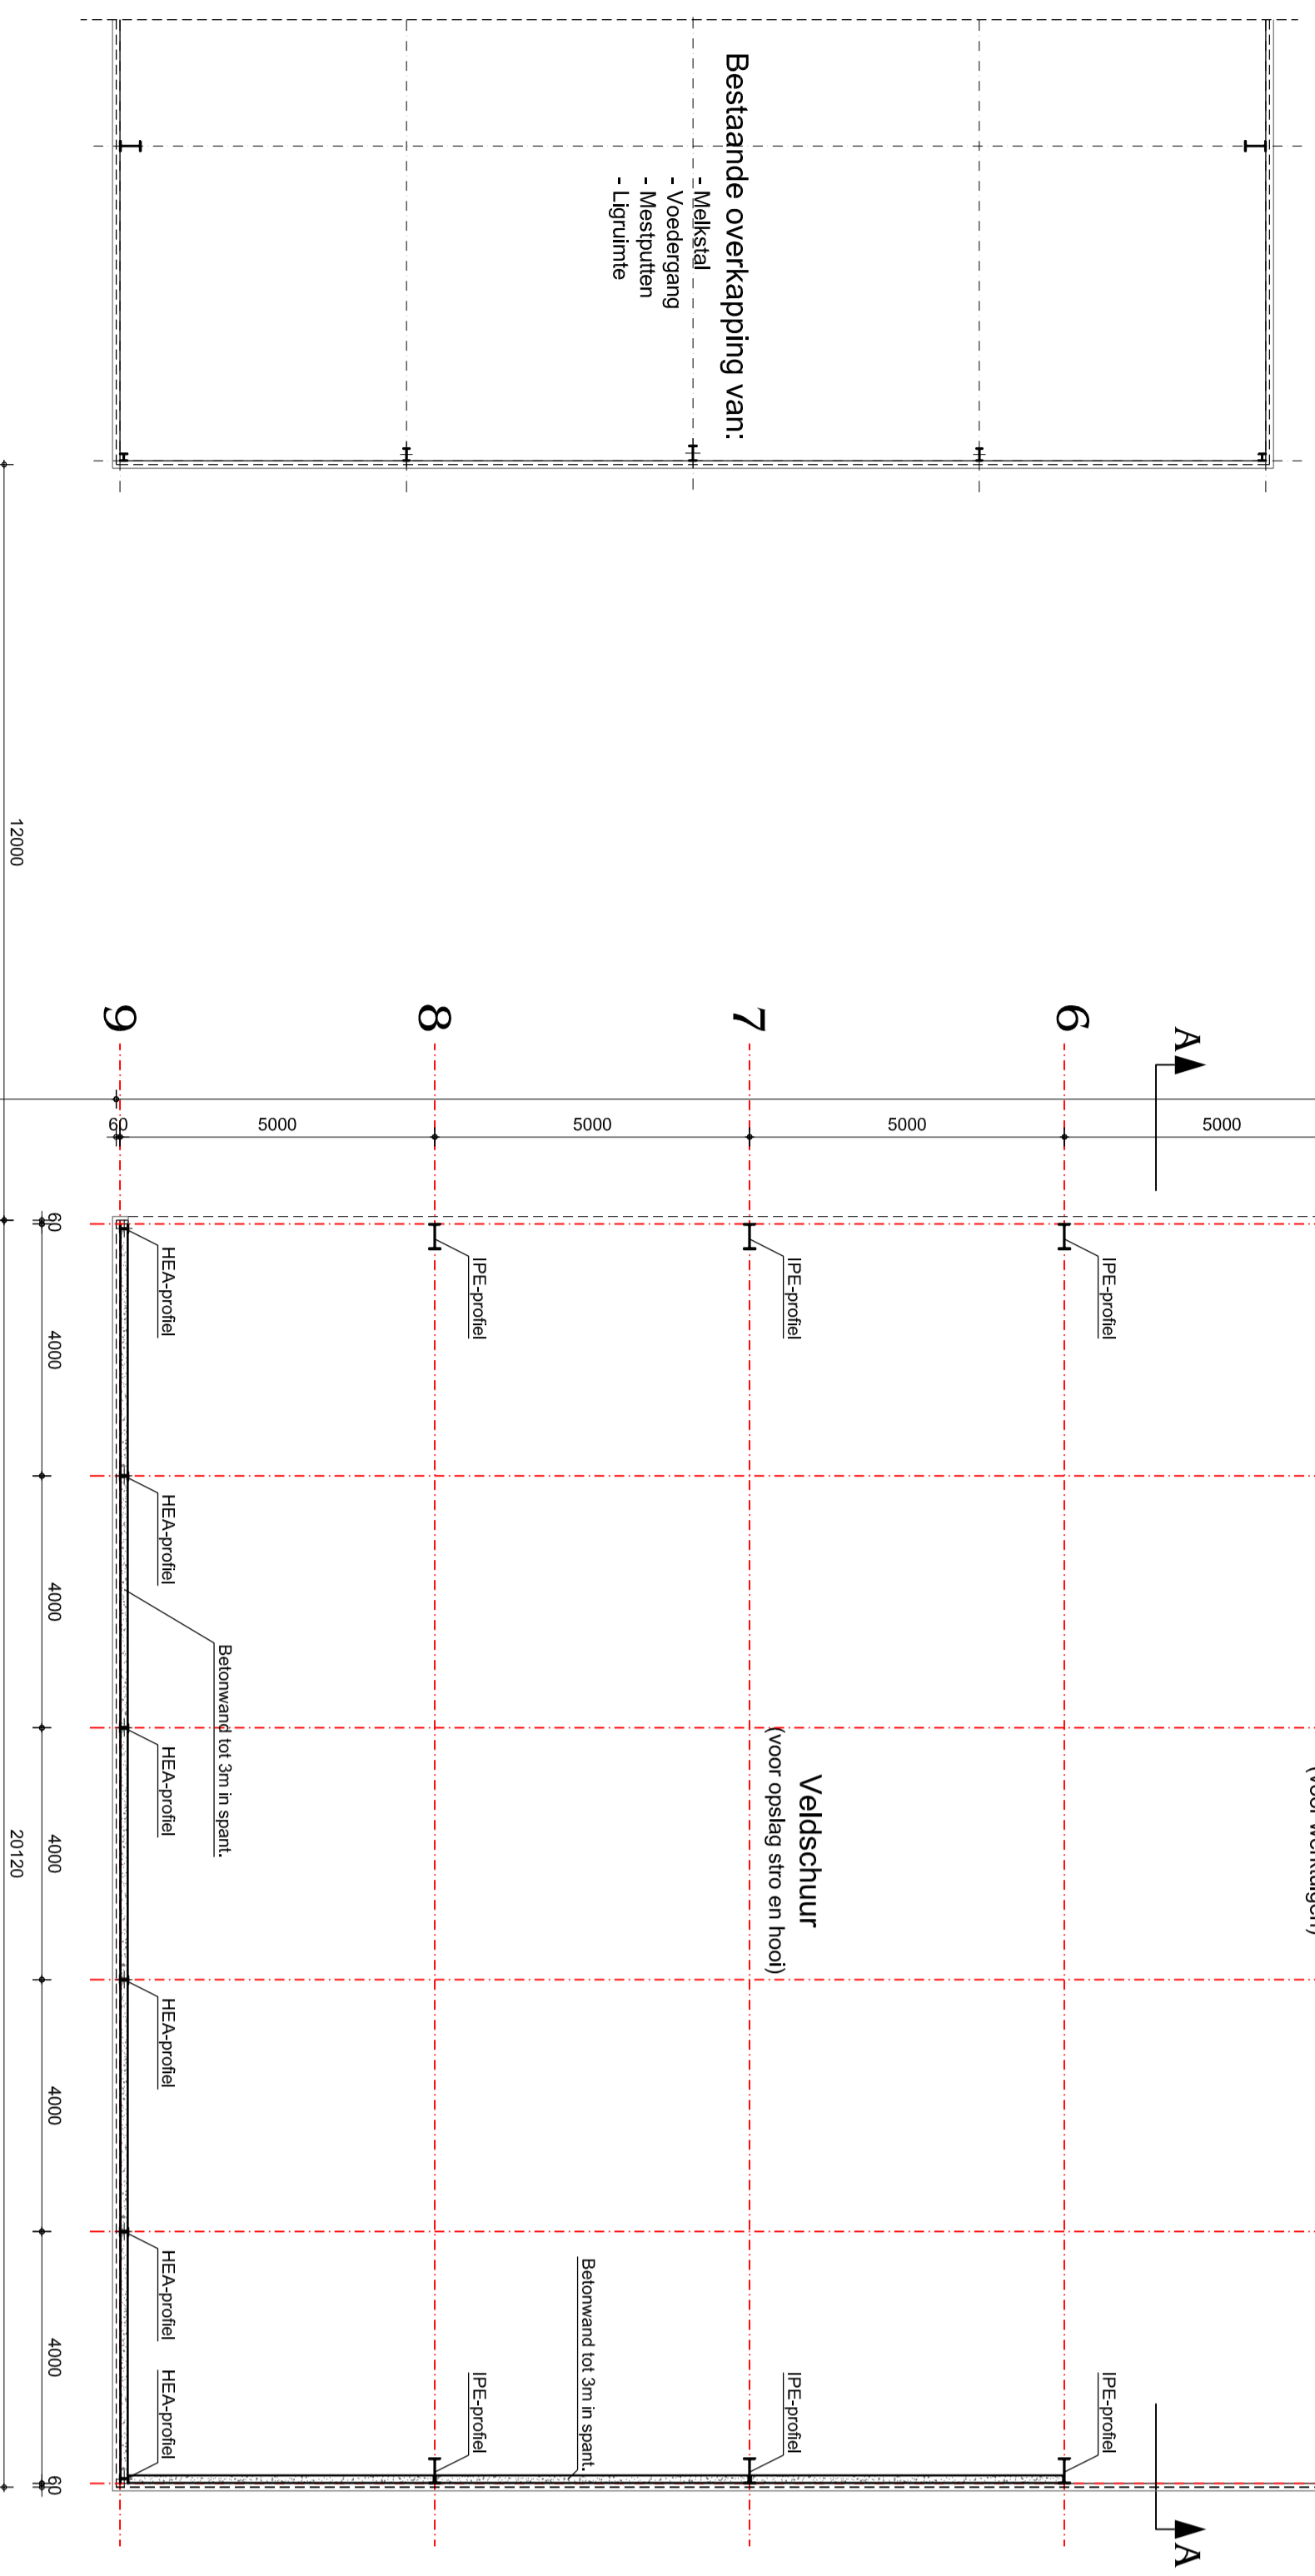 Bestaande overkapping van:
- Melkstal
- Voedergang
- Mestputten
- Ligruimte
12000
9
8
7
6
A
60
5000
5000
5000
5000
60
4000
4000
4000
4000
4000
60
20120
HEA-profiel
IPE-profiel
IPE-profiel
IPE-profiel
HEA-profiel
Betonwand tot 3m in spant.
HEA-profiel
Veldschuur
(voor opslag stro en hooi)
(voor werktuigen)
HEA-profiel
HEA-profiel
HEA-profiel
Betonwand tot 3m in spant.
IPE-profiel
IPE-profiel
IPE-profiel
A